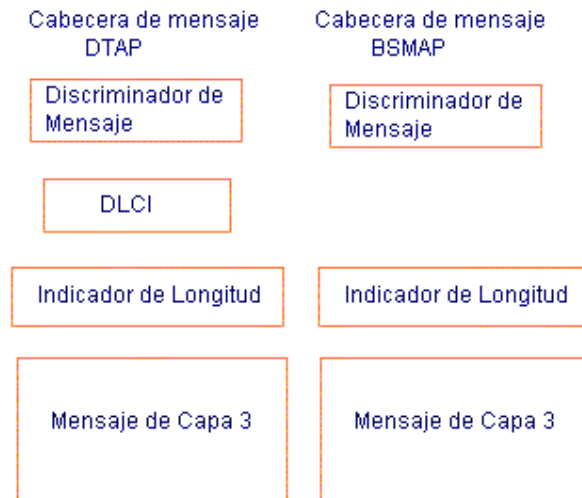 Cabecera de mensaje
DTAP
Discriminador de
Mensaje
DLCI
Indicador de Longitud
Mensaje de Capa 3
Cabecera de mensaje
BSMAP
Discriminador de
Mensaje
Indicador de Longitud
Mensaje de Capa 3